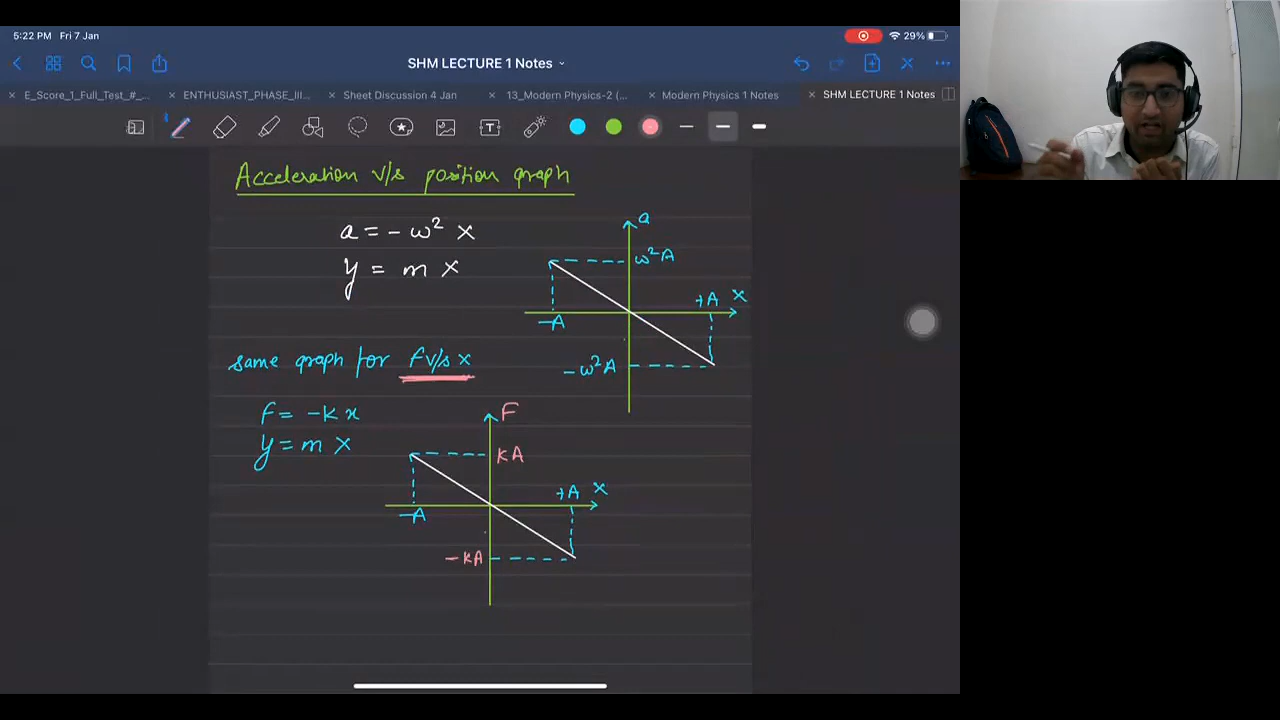 5:22 PM Fri 7 Jan
29%
SHM LECTURE 1 Notes
E_Score_1_Full_Test_#_...
ENTHUSIAST_PHASE_III...
Sheet Discussion 4 Jan
13_Modern Physics-2 (...
Modern Physics 1 Notes
SHM LECTURE 1 Notes
Acceleration v/s position graph
a = - ω² x
y = m x
a
ω²A
+A x
-A
-ω²A
same graph for F v/s x
F = -K x
y = m x
F
KA
+A x
-A
-KA